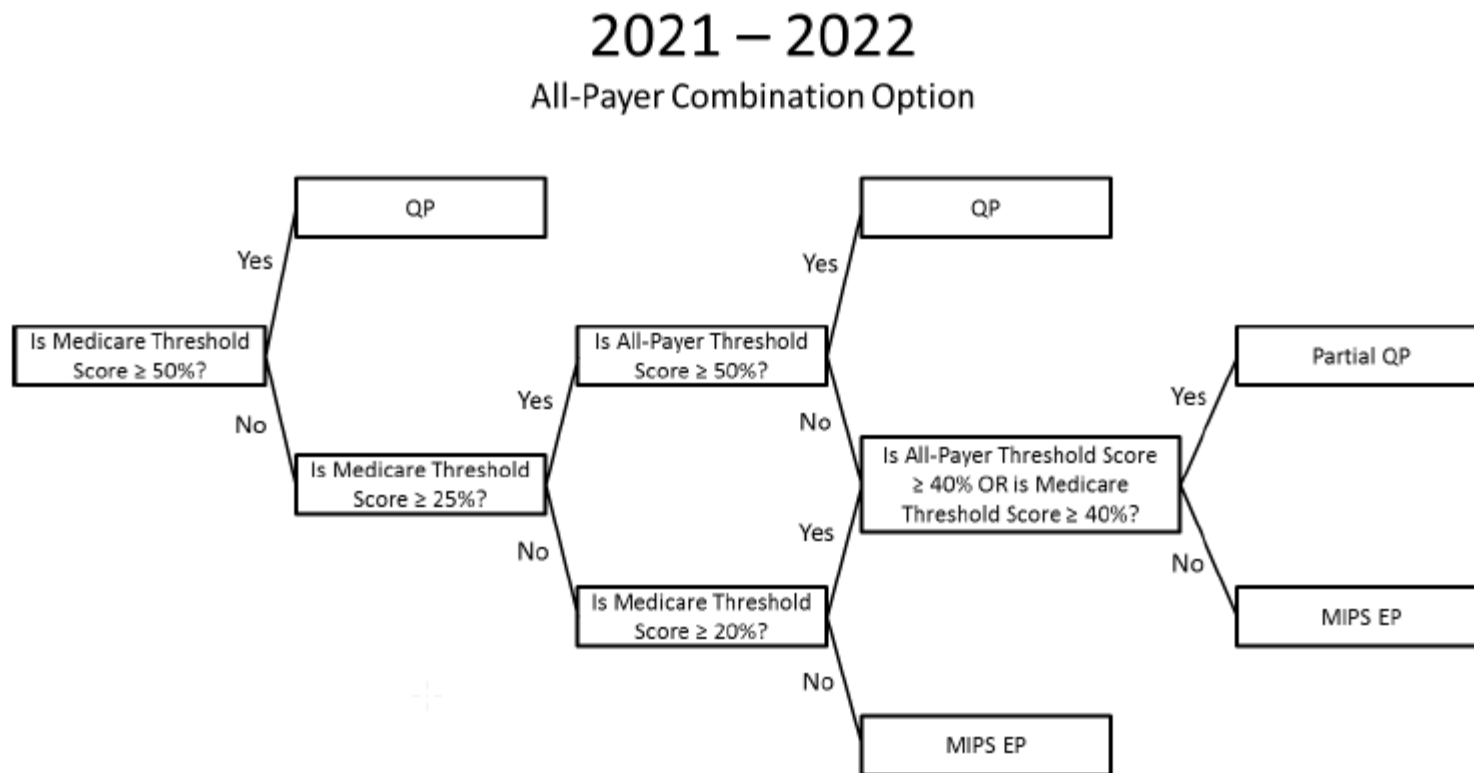 2021 – 2022
All-Payer Combination Option
QP
QP
Yes
Yes
Is Medicare Threshold
Score ≥ 50%?
Is All-Payer Threshold
Score ≥ 50%?
Partial QP
No
Yes
No
Yes
Is Medicare Threshold
Score ≥ 25%?
Is All-Payer Threshold Score
≥ 40% OR is Medicare
Threshold Score ≥ 40%?
No
Yes
No
Is Medicare Threshold
Score ≥ 20%?
MIPS EP
No
MIPS EP